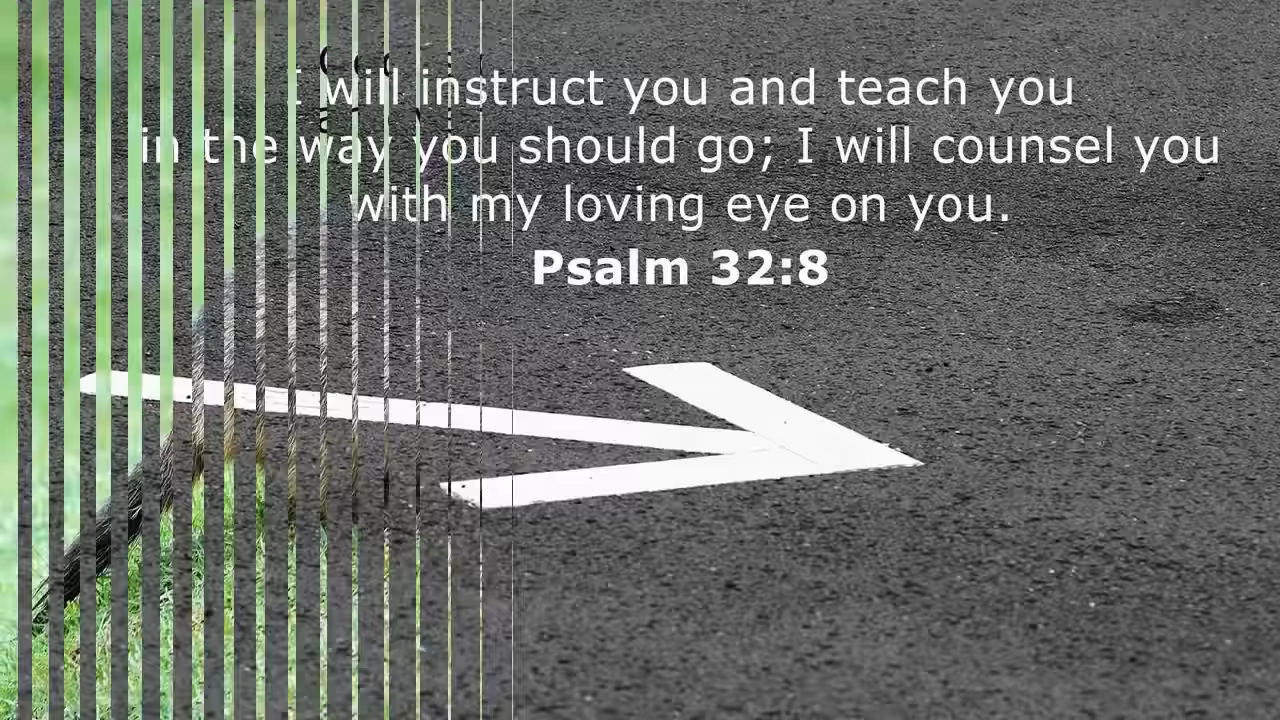 I will instruct you and teach you
in the way you should go; I will counsel you
with my loving eye on you.
Psalm 32:8